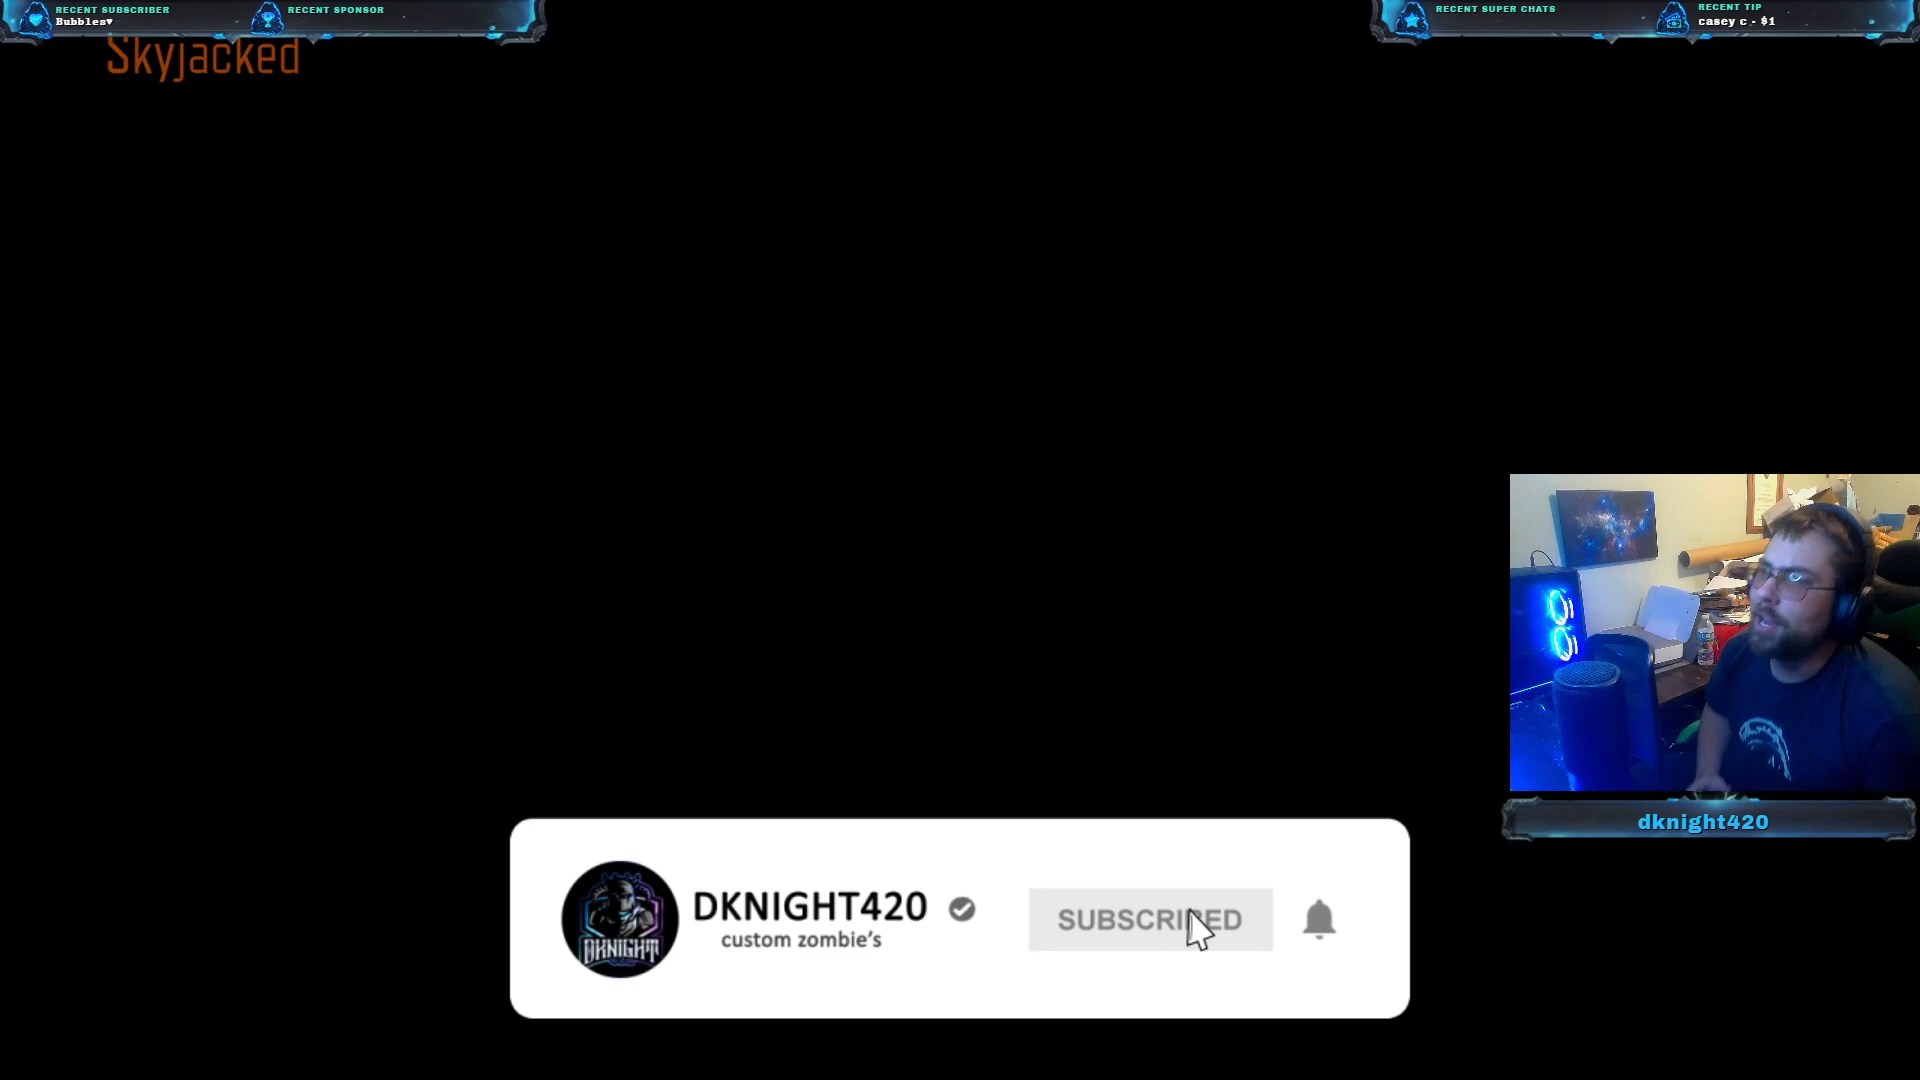 RECENT SUBSCRIBER
Bubbles♥
RECENT SPONSOR
RECENT SUPER CHATS
RECENT TIP
casey c - $1
Skyjacked
dknight420
DKNIGHT420
custom zombie's
SUBSCRIBED
DKNIGHT